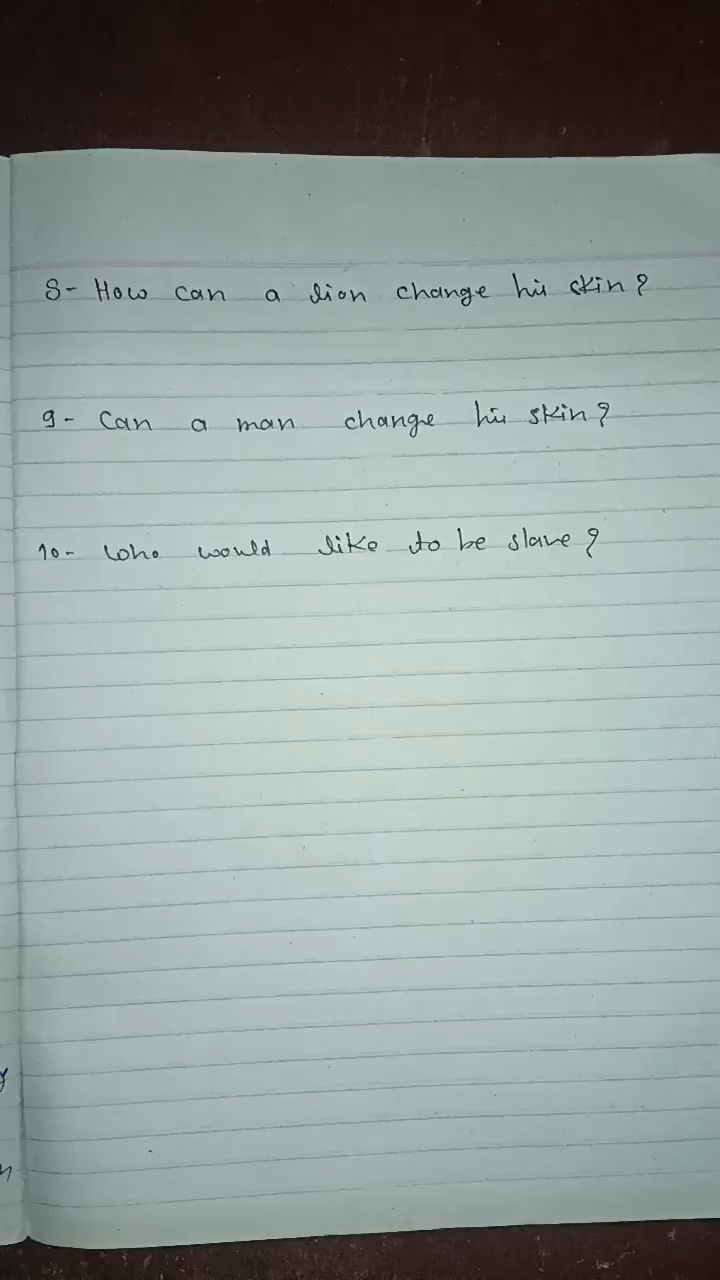 8- How can a lion change his skin?
9- Can a man change his skin?
10- Who would like to be slave?